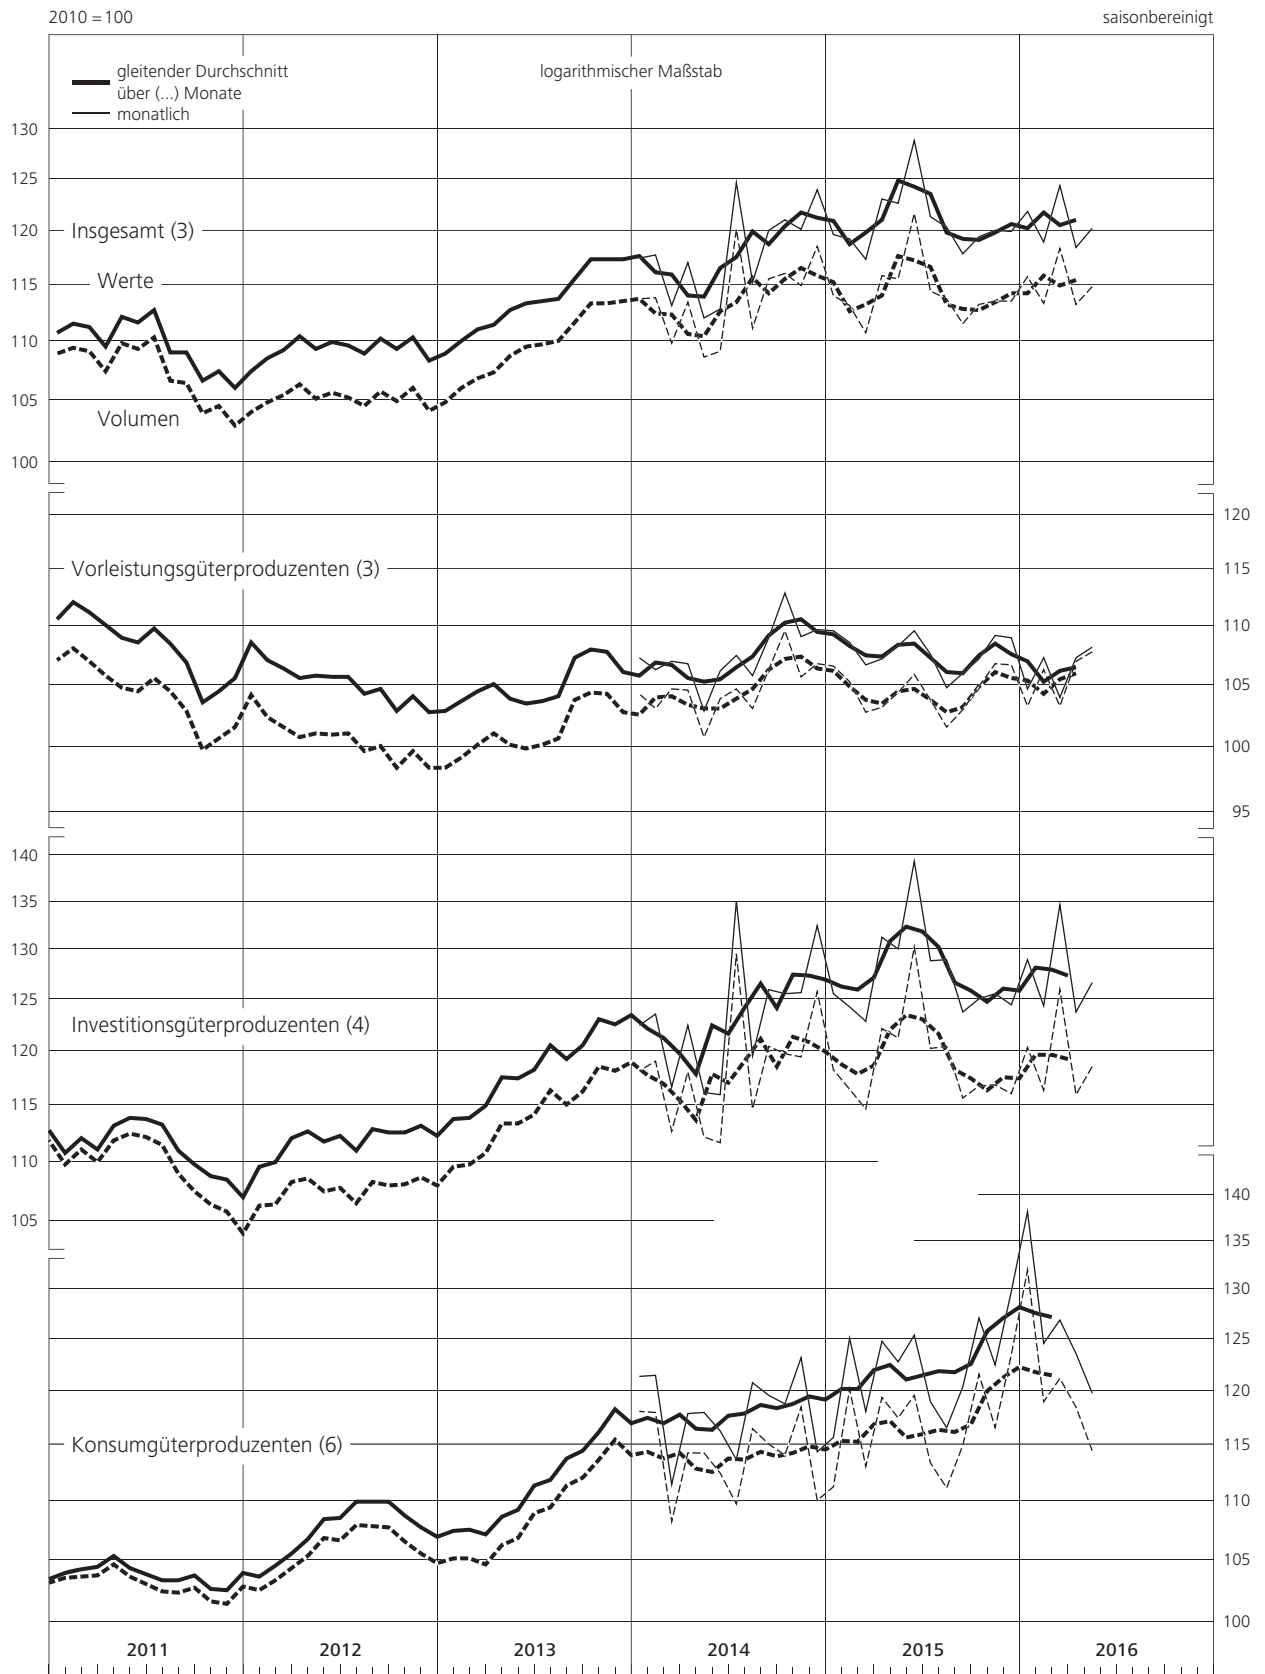 2010 = 100
saisonbereinigt
gleitender Durchschnitt
über (...) Monate
monatlich
logarithmischer Maßstab
130
125
120
115
110
105
100
Insgesamt (3)
Werte
Volumen
120
115
110
105
100
95
Vorleistungsgüterproduzenten (3)
140
135
130
125
120
115
110
105
Investitionsgüterproduzenten (4)
140
135
130
125
120
115
110
105
100
Konsumgüterproduzenten (6)
2011 2012 2013 2014 2015 2016